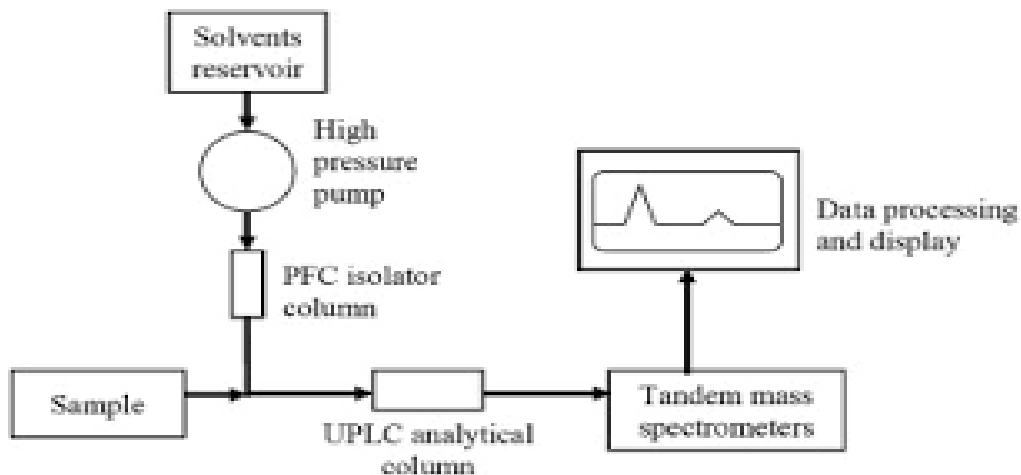 Solvents
reservoir
High
pressure
pump
PFC isolator
column
Sample
UPLC analytical
column
Tandem mass
spectrometers
Data processing
and display